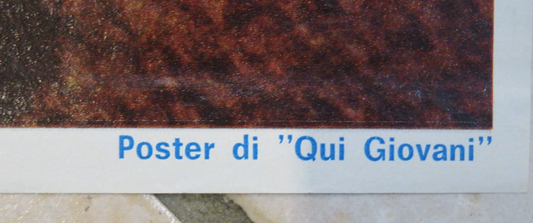 Poster di "Qui Giovani"